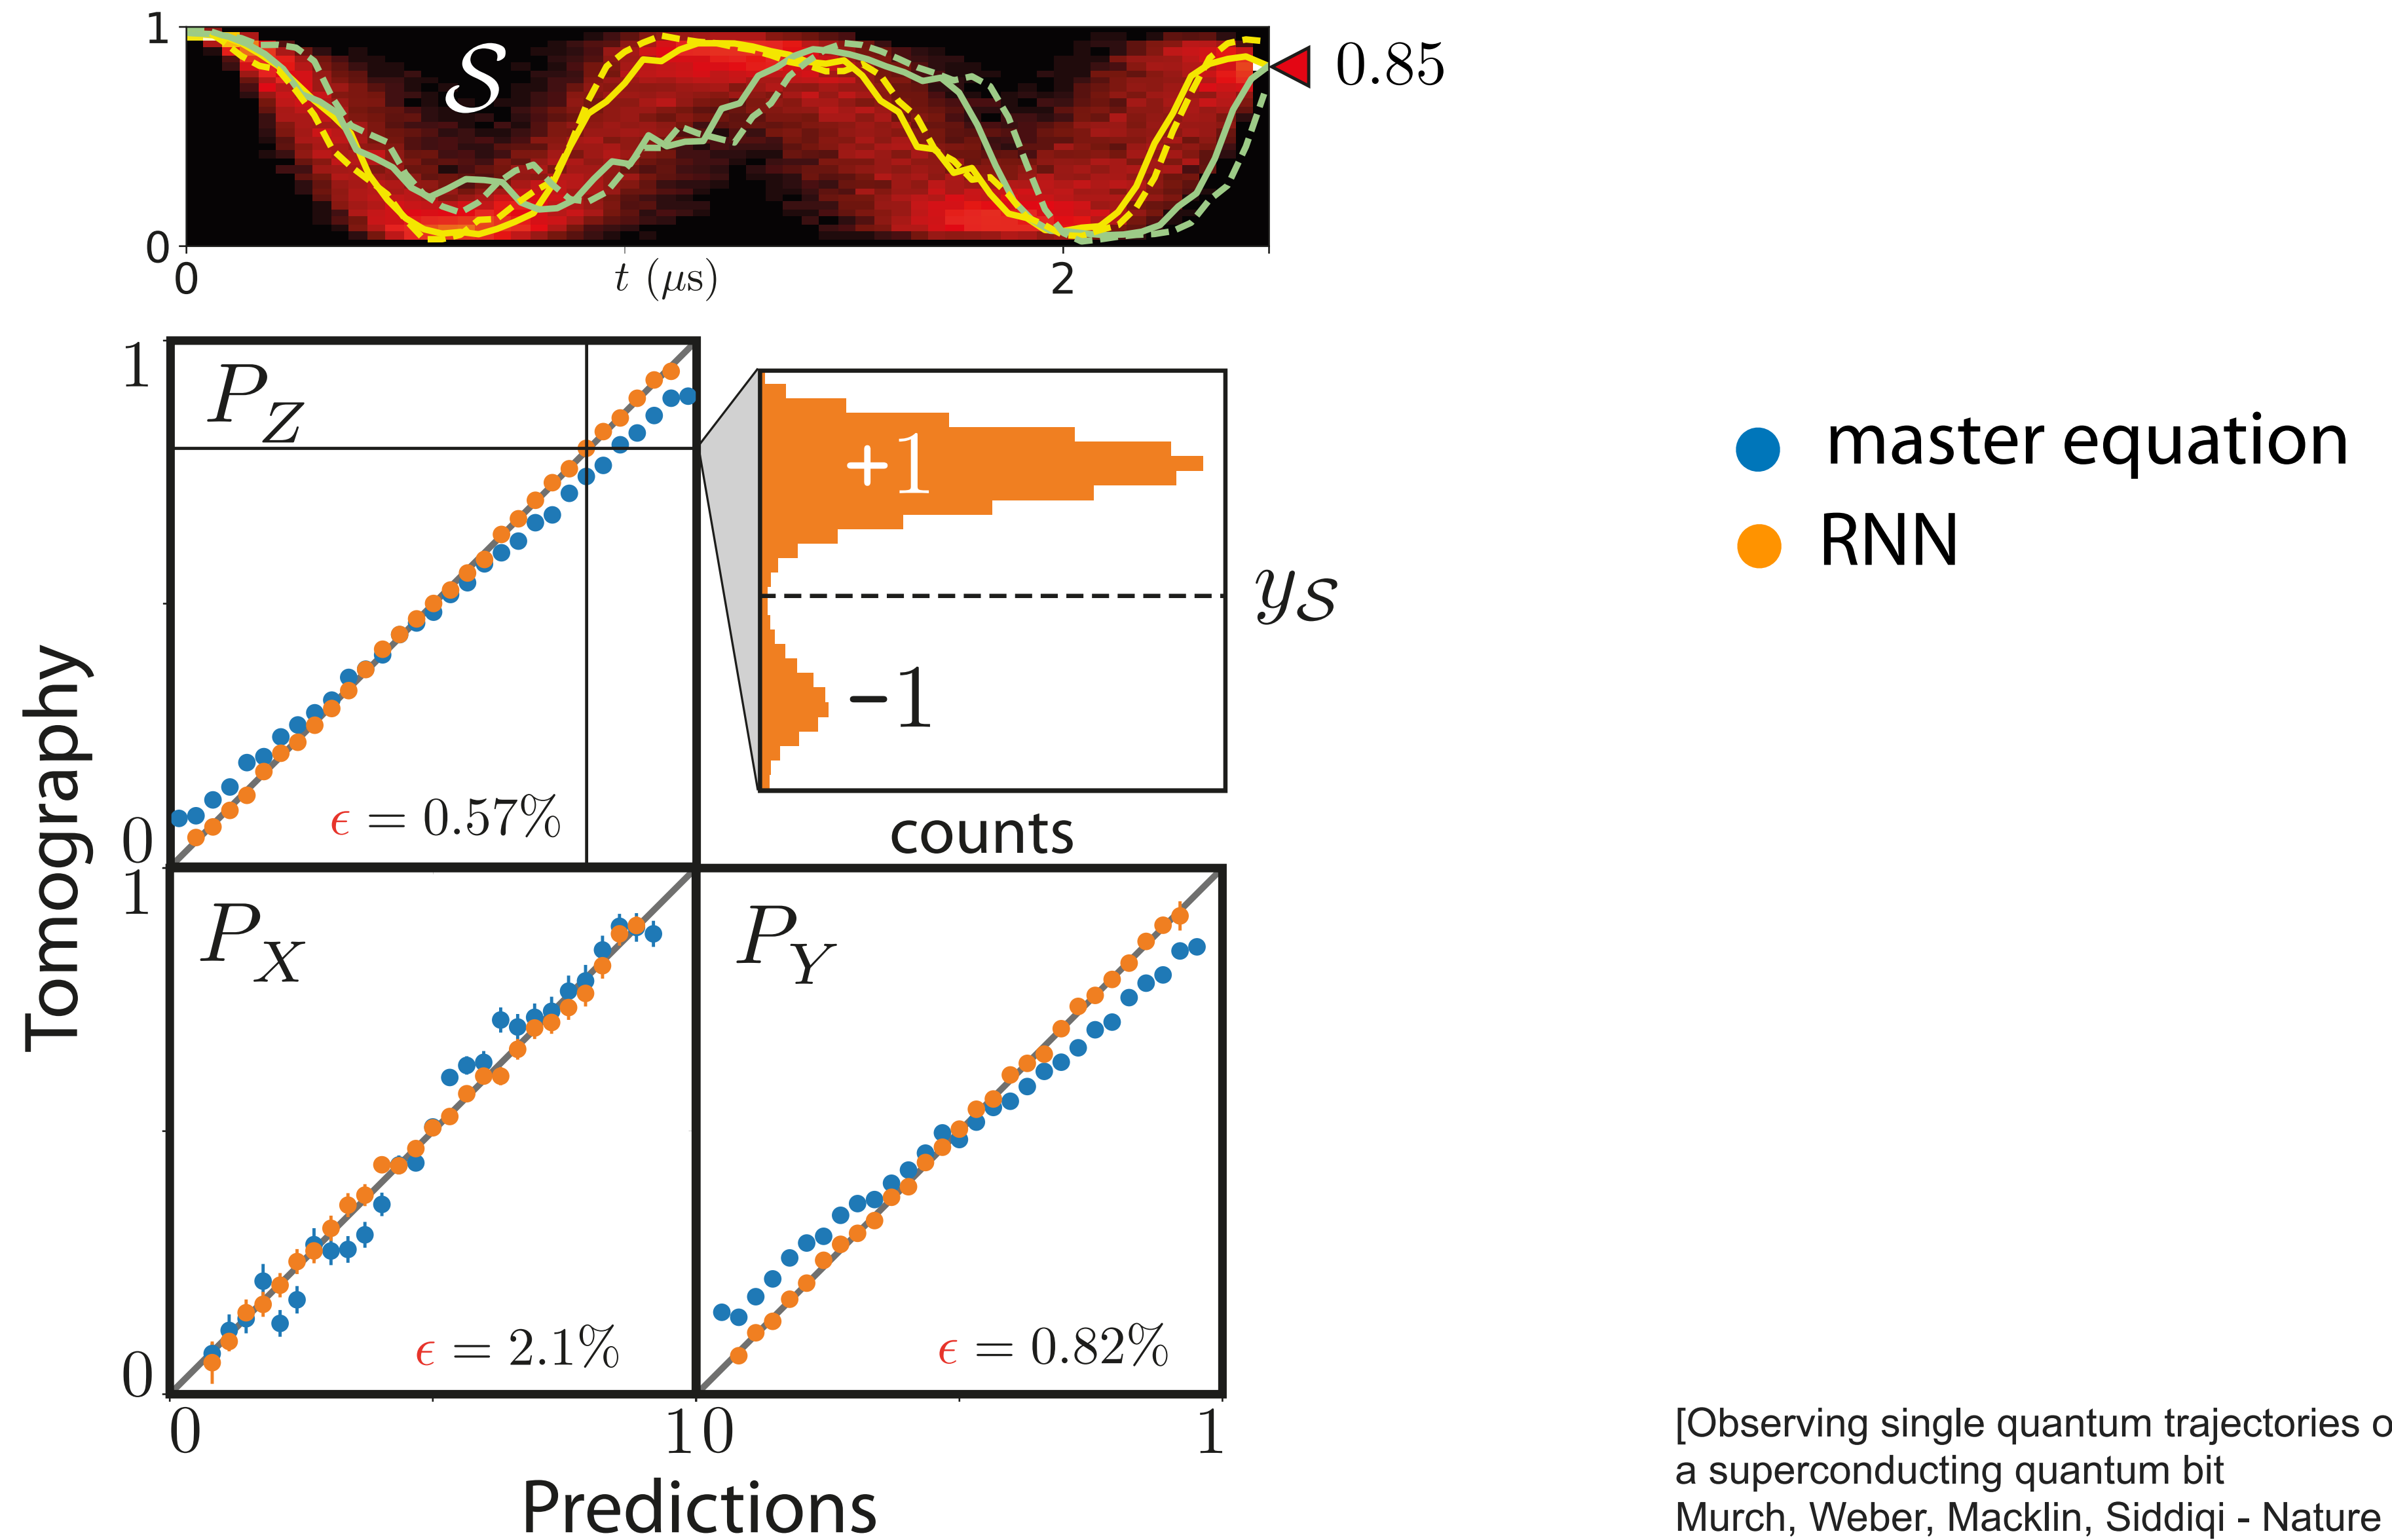 1
S
0.85
0
0
t (μs)
2
1
P_Z
+1
master equation
RNN
y_S
-1
ϵ = 0.57%
0
counts
Tomography
1
P_X
P_Y
ϵ = 2.1%
ϵ = 0.82%
0
0
1 0
1
Predictions
[Observing single quantum trajectories o
a superconducting quantum bit
Murch, Weber, Macklin, Siddiqi - Nature